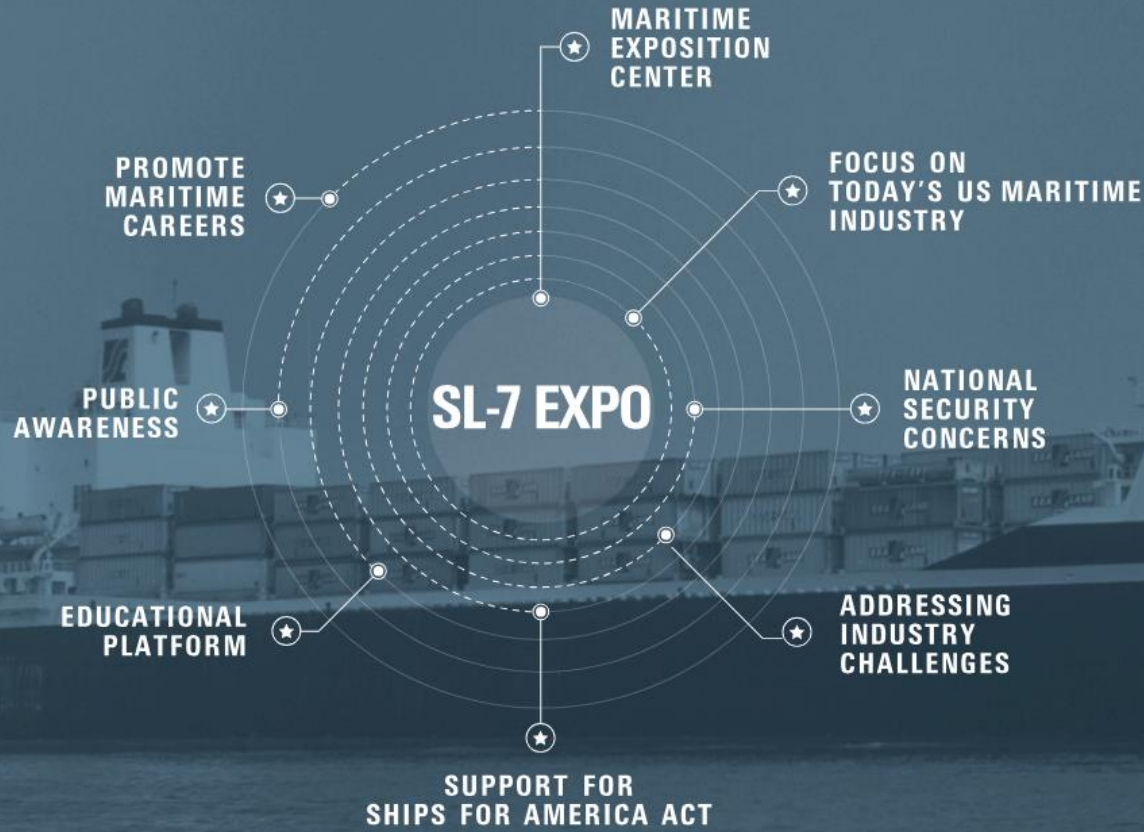 MARITIME
EXPOSITION
CENTER
FOCUS ON
TODAY'S US MARITIME
INDUSTRY
NATIONAL
SECURITY
CONCERNS
ADDRESSING
INDUSTRY
CHALLENGES
SUPPORT FOR
SHIPS FOR AMERICA ACT
EDUCATIONAL
PLATFORM
PUBLIC
AWARENESS
PROMOTE
MARITIME
CAREERS
SL-7 EXPO